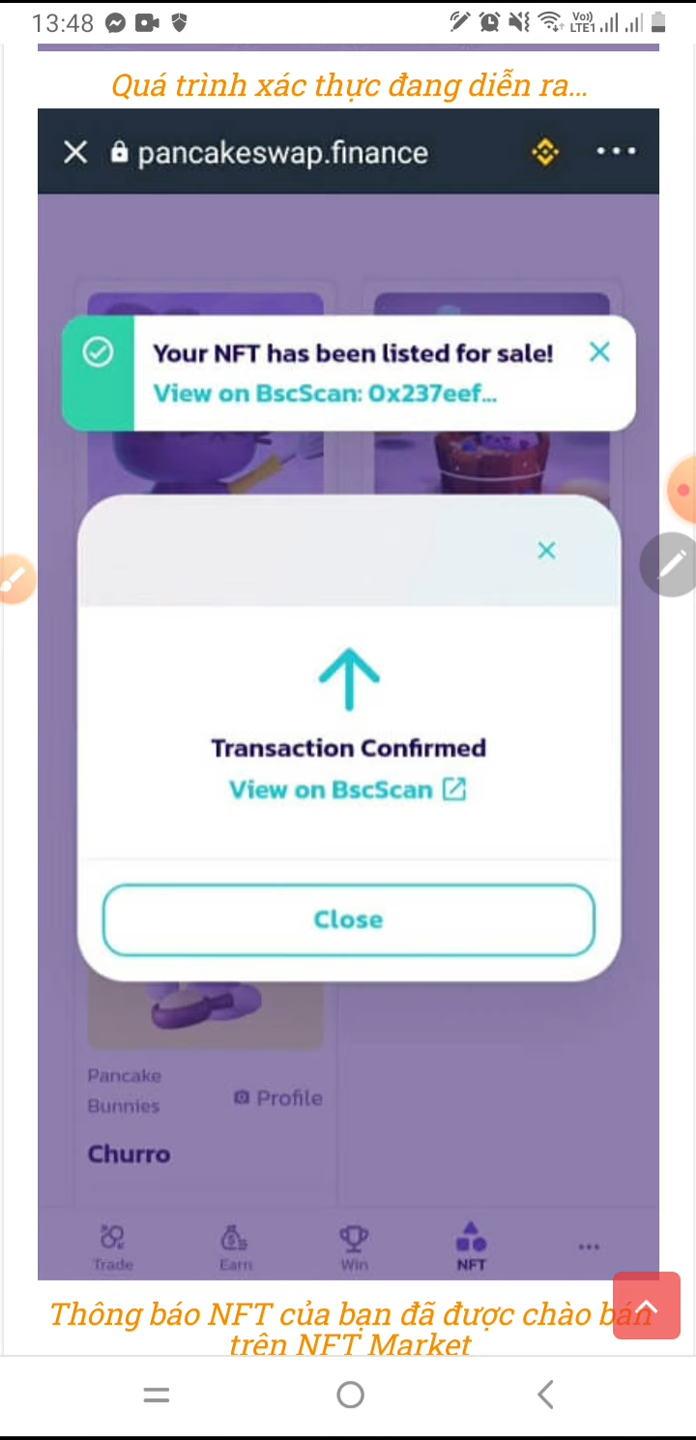 13:48
Vo))
LTE1
Quá trình xác thực đang diễn ra...
pancakeswap.finance
Your NFT has been listed for sale!
View on BscScan: 0x237eef...
Transaction Confirmed
View on BscScan
Close
Pancake
Bunnies
Profile
Churro
Trade
Earn
Win
NFT
Thông báo NFT của bạn đã được chào bán
trên NFT Market